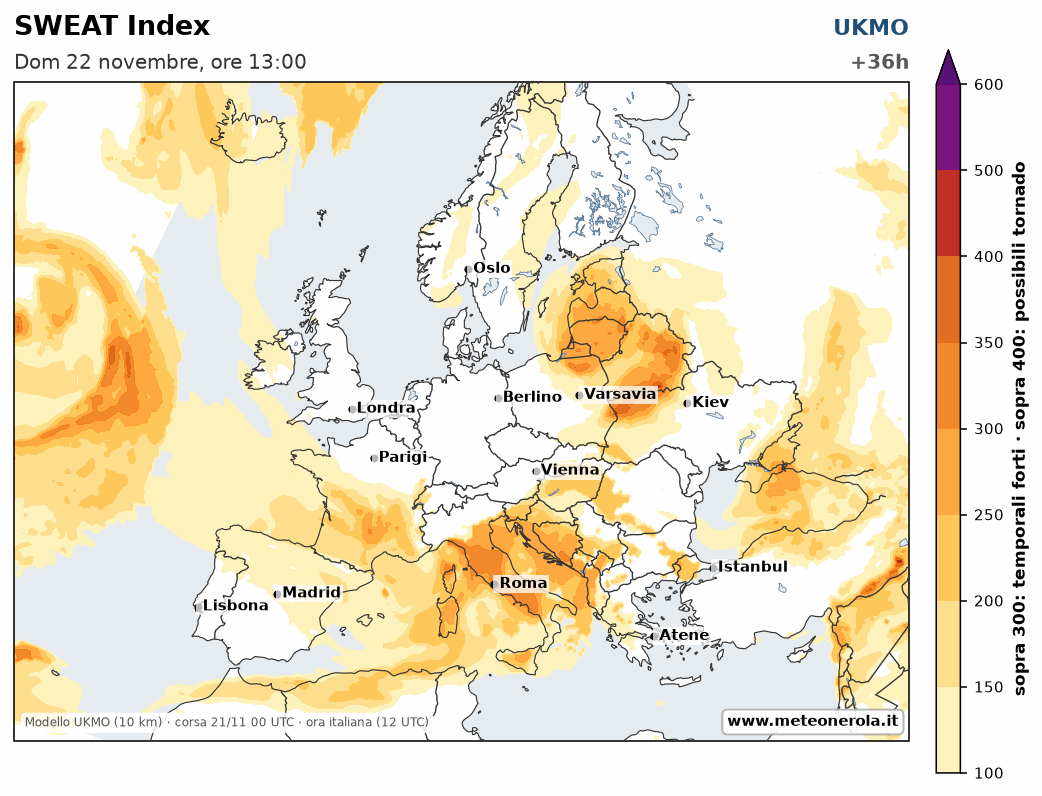 SWEAT Index
UKMO
Dom 22 novembre, ore 13:00
+36h
Oslo
Londra
Berlino
Varsavia
Kiev
Parigi
Vienna
Istanbul
Roma
Madrid
Lisbona
Atene
Modello UKMO (10 km) · corsa 21/11 00 UTC · ora italiana (12 UTC)
www.meteonerola.it
600
500
400
350
300
250
200
150
100
sopra 300: temporali forti · sopra 400: possibili tornado